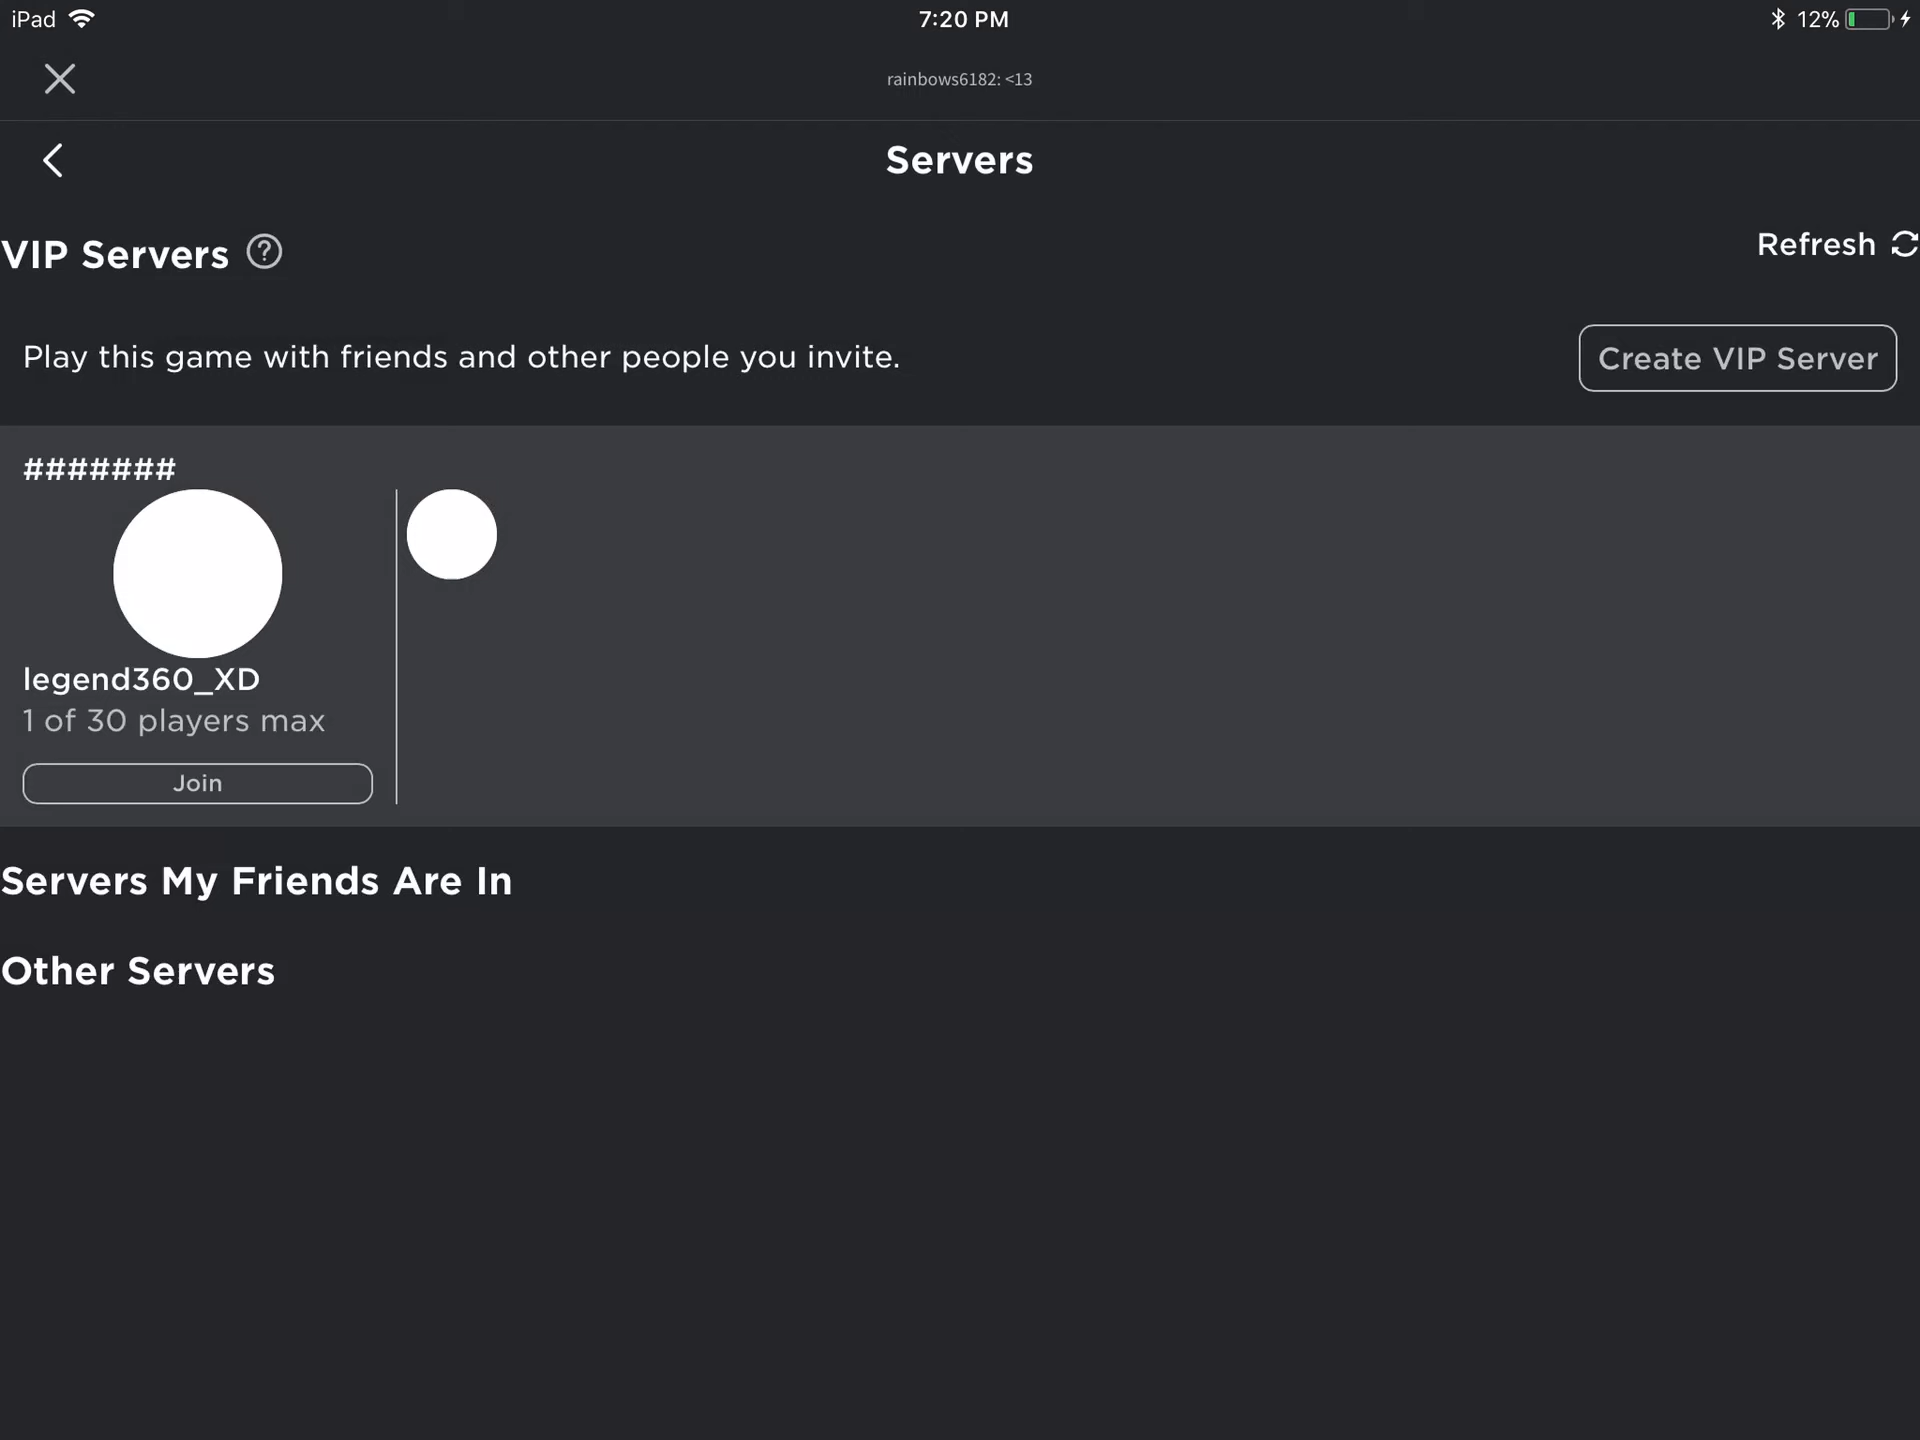 iPad 7:20 PM 12%
rainbows6182: <13
Servers
VIP Servers Refresh
Play this game with friends and other people you invite. Create VIP Server
#######
legend360_XD
1 of 30 players max
Join
Servers My Friends Are In
Other Servers